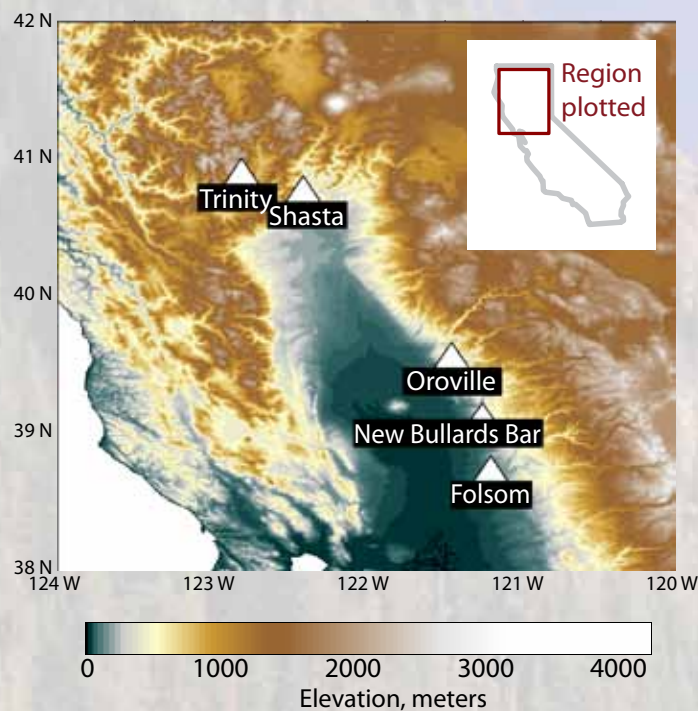 42 N
Region
plotted
41 N
Trinity
Shasta
40 N
Oroville
New Bullards Bar
39 N
Folsom
38 N
124 W 123 W 122 W 121 W 120 W
0 1000 2000 3000 4000
Elevation, meters